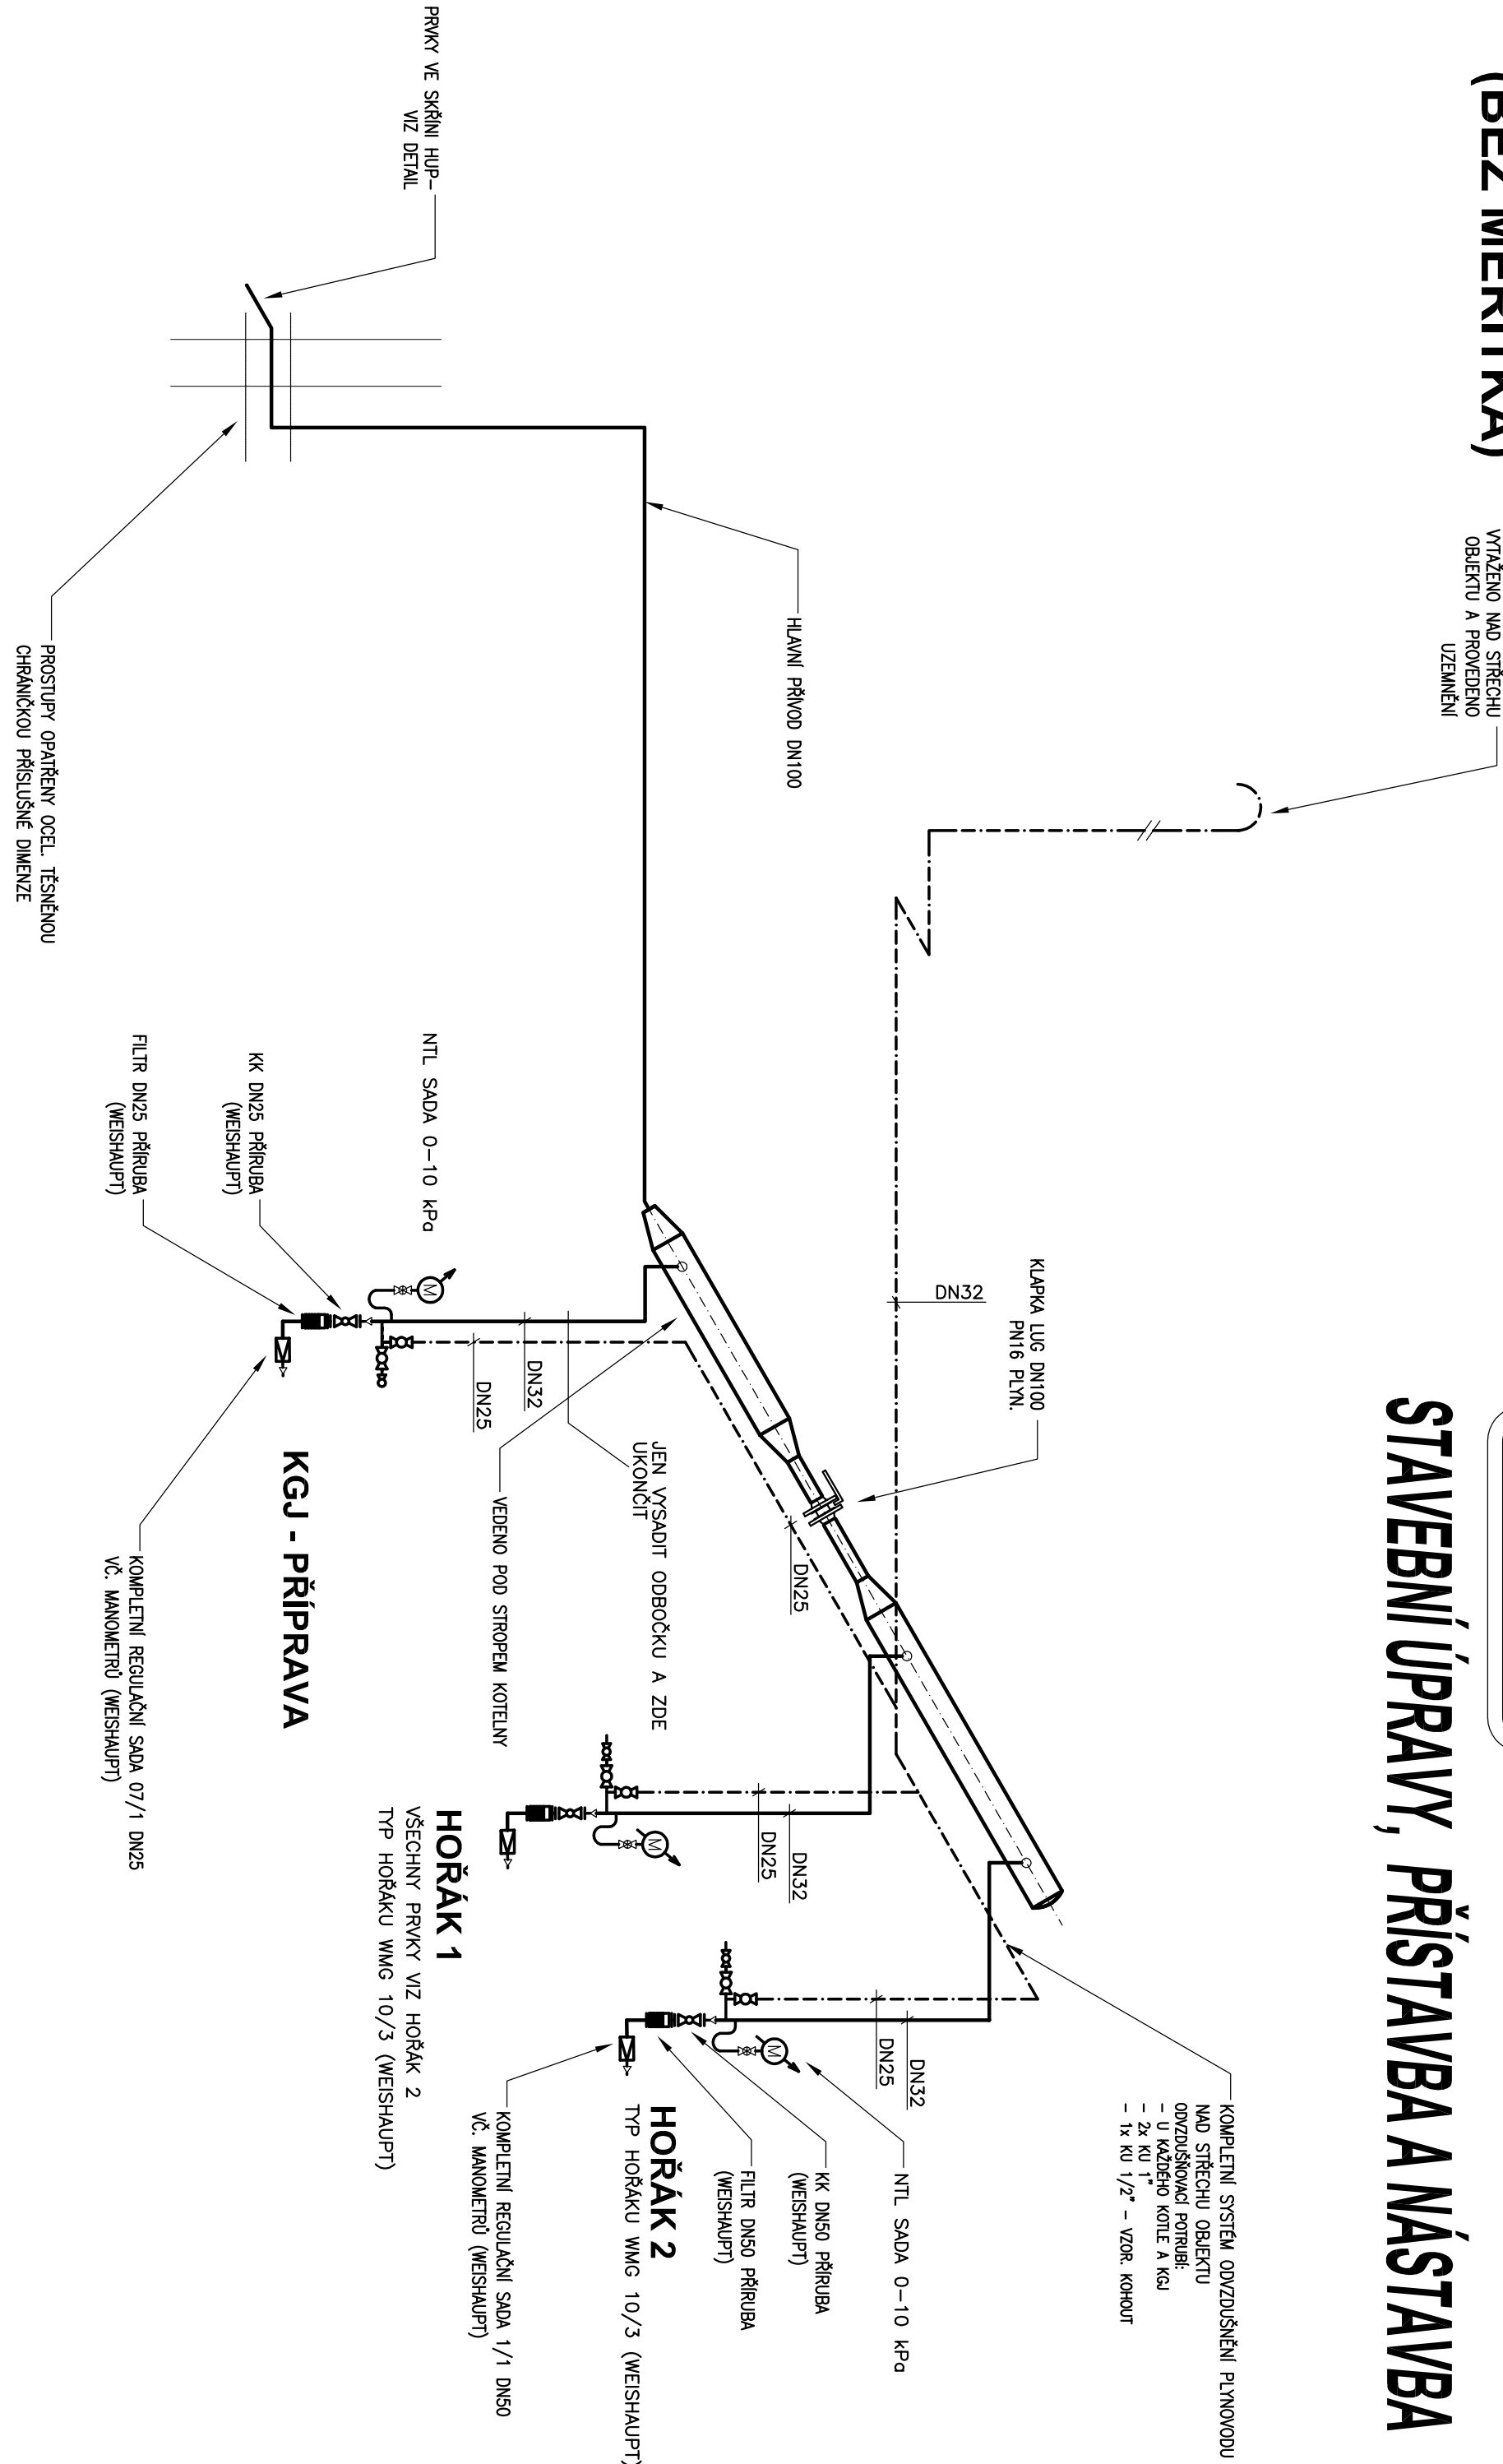 (BEZ MĚŘÍTKA)
STAVEBNÍ ÚPRAVY, PŘÍSTAVBA A NÁSTAVBA
VYTAŽENO NAD STŘECHU
OBJEKTU A PROVEDENO
UZEMNĚNÍ
KOMPLETNÍ SYSTÉM ODVZDUŠNĚNÍ PLYNOVODU
NAD STŘECHU OBJEKTU
ODVZDUŠŇOVACÍ POTRUBÍ:
- U KAŽDÉHO KOTLE A KGJ
- 2x KU 1"
- 1x KU 1/2" - VZOR. KOHOUT
KLAPKA LUG DN100
PN16 PLYN.
DN32
HLAVNÍ PŘÍVOD DN100
DN25
DN32
DN25
NTL SADA 0-10 kPa
KK DN50 PŘÍRUBA
(WEISHAUPT)
FILTR DN50 PŘÍRUBA
(WEISHAUPT)
M
HOŘÁK 2
TYP HOŘÁKU WMG 10/3 (WEISHAUPT)
KOMPLETNÍ REGULAČNÍ SADA 1/1 DN50
VČ. MANOMETRŮ (WEISHAUPT)
DN32
DN25
M
HOŘÁK 1
VŠECHNY PRVKY VIZ HOŘÁK 2
TYP HOŘÁKU WMG 10/3 (WEISHAUPT)
JEN VYSADIT ODBOČKU A ZDE
UKONČIT
VEDENO POD STROPEM KOTELNY
DN32
DN25
PRVKY VE SKŘÍNI HUP-
VIZ DETAIL
NTL SADA 0-10 kPa
M
KK DN25 PŘÍRUBA
(WEISHAUPT)
FILTR DN25 PŘÍRUBA
(WEISHAUPT)
KGJ - PŘÍPRAVA
KOMPLETNÍ REGULAČNÍ SADA 07/1 DN25
VČ. MANOMETRŮ (WEISHAUPT)
PROSTUPY OPATŘENY OCEL. TĚSNĚNOU
CHRÁNIČKOU PŘÍSLUŠNÉ DIMENZE